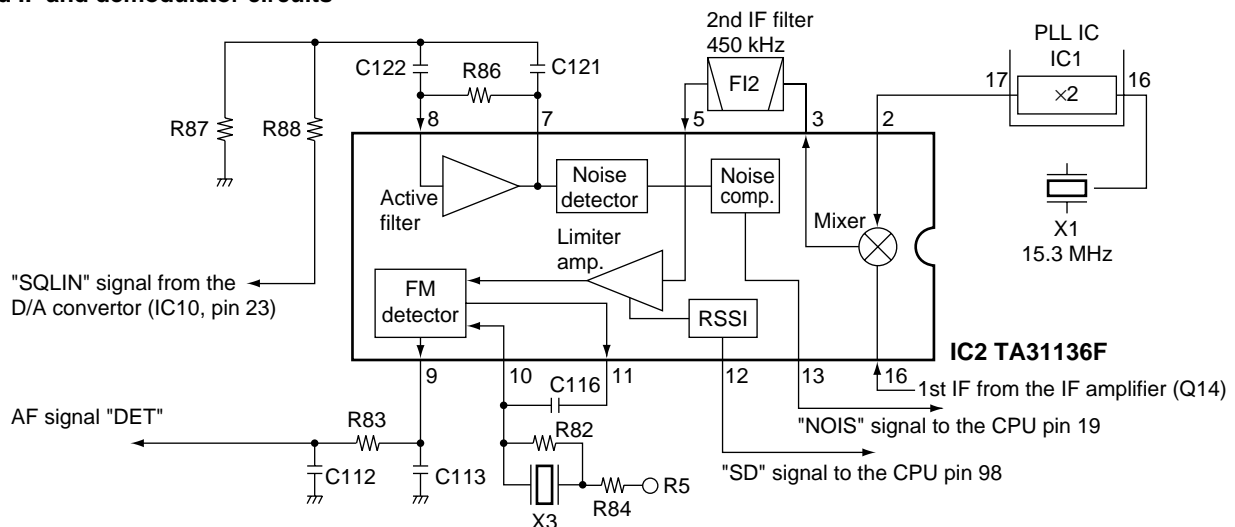 2nd IF filter
450 kHz
PLL IC
IC1
C122
R86
C121
FI2
17
×2
16
R87
R88
8
7
5
3
2
Active
filter
Noise
detector
Noise
comp.
Mixer
X1
15.3 MHz
Limiter
amp.
"SQLIN" signal from the
D/A convertor (IC10, pin 23)
FM
detector
RSSI
IC2 TA31136F
9
10
11
12
13
16
C116
1st IF from the IF amplifier (Q14)
AF signal "DET"
R83
R82
"NOIS" signal to the CPU pin 19
C112
C113
"SD" signal to the CPU pin 98
R84
R5
X3